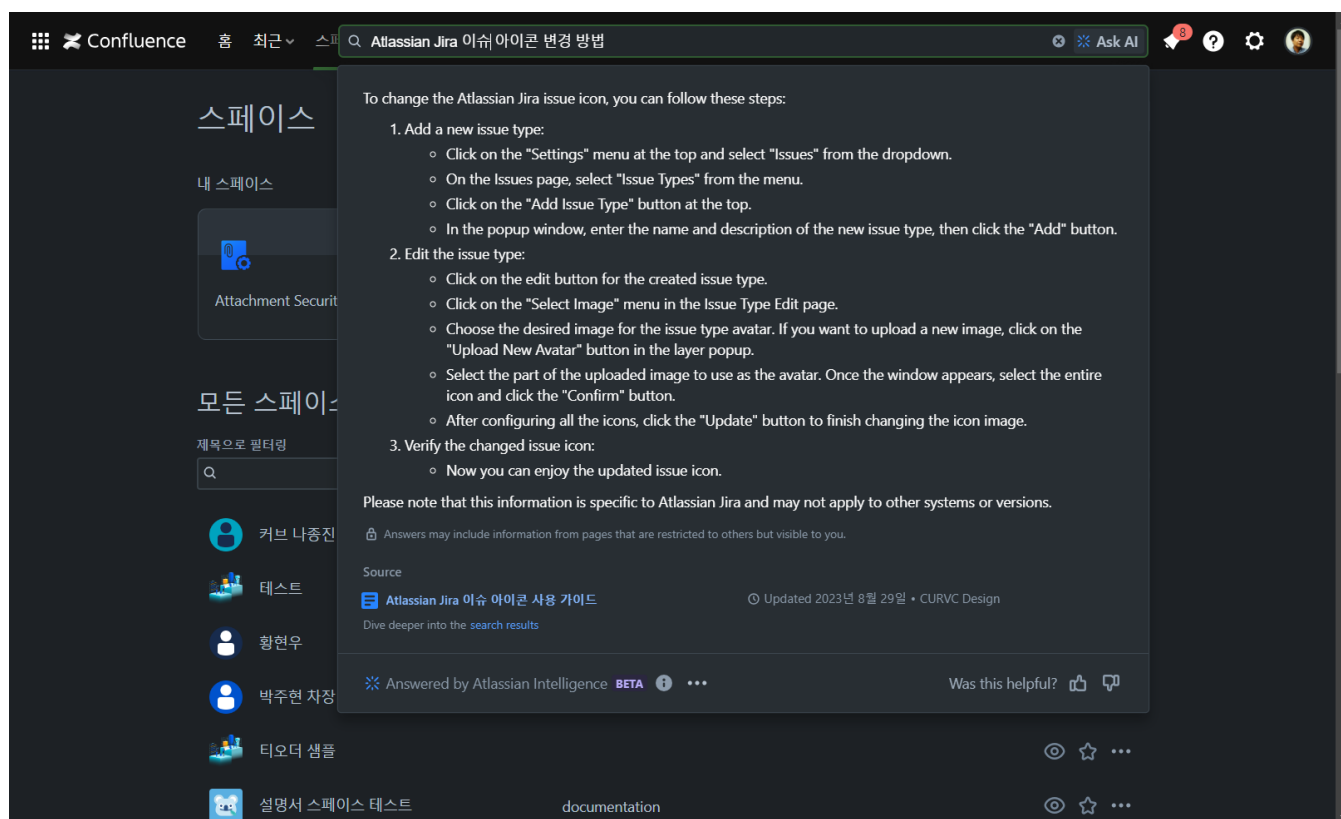 Confluence 홈 최근 스페 Atlassian Jira 이슈 아이콘 변경 방법 Ask AI 8
스페이스
내 스페이스
Attachment Securit
모든 스페이스
제목으로 필터링
커브 나종진
테스트
황현우
박주현 차장
티오더 샘플
설명서 스페이스 테스트 documentation
To change the Atlassian Jira issue icon, you can follow these steps:
1. Add a new issue type:
◦ Click on the "Settings" menu at the top and select "Issues" from the dropdown.
◦ On the Issues page, select "Issue Types" from the menu.
◦ Click on the "Add Issue Type" button at the top.
◦ In the popup window, enter the name and description of the new issue type, then click the "Add" button.
2. Edit the issue type:
◦ Click on the edit button for the created issue type.
◦ Click on the "Select Image" menu in the Issue Type Edit page.
◦ Choose the desired image for the issue type avatar. If you want to upload a new image, click on the
"Upload New Avatar" button in the layer popup.
◦ Select the part of the uploaded image to use as the avatar. Once the window appears, select the entire
icon and click the "Confirm" button.
◦ After configuring all the icons, click the "Update" button to finish changing the icon image.
3. Verify the changed issue icon:
◦ Now you can enjoy the updated issue icon.
Please note that this information is specific to Atlassian Jira and may not apply to other systems or versions.
Answers may include information from pages that are restricted to others but visible to you.
Source
Atlassian Jira 이슈 아이콘 사용 가이드 Updated 2023년 8월 29일 • CURVC Design
Dive deeper into the search results
Answered by Atlassian Intelligence BETA Was this helpful?